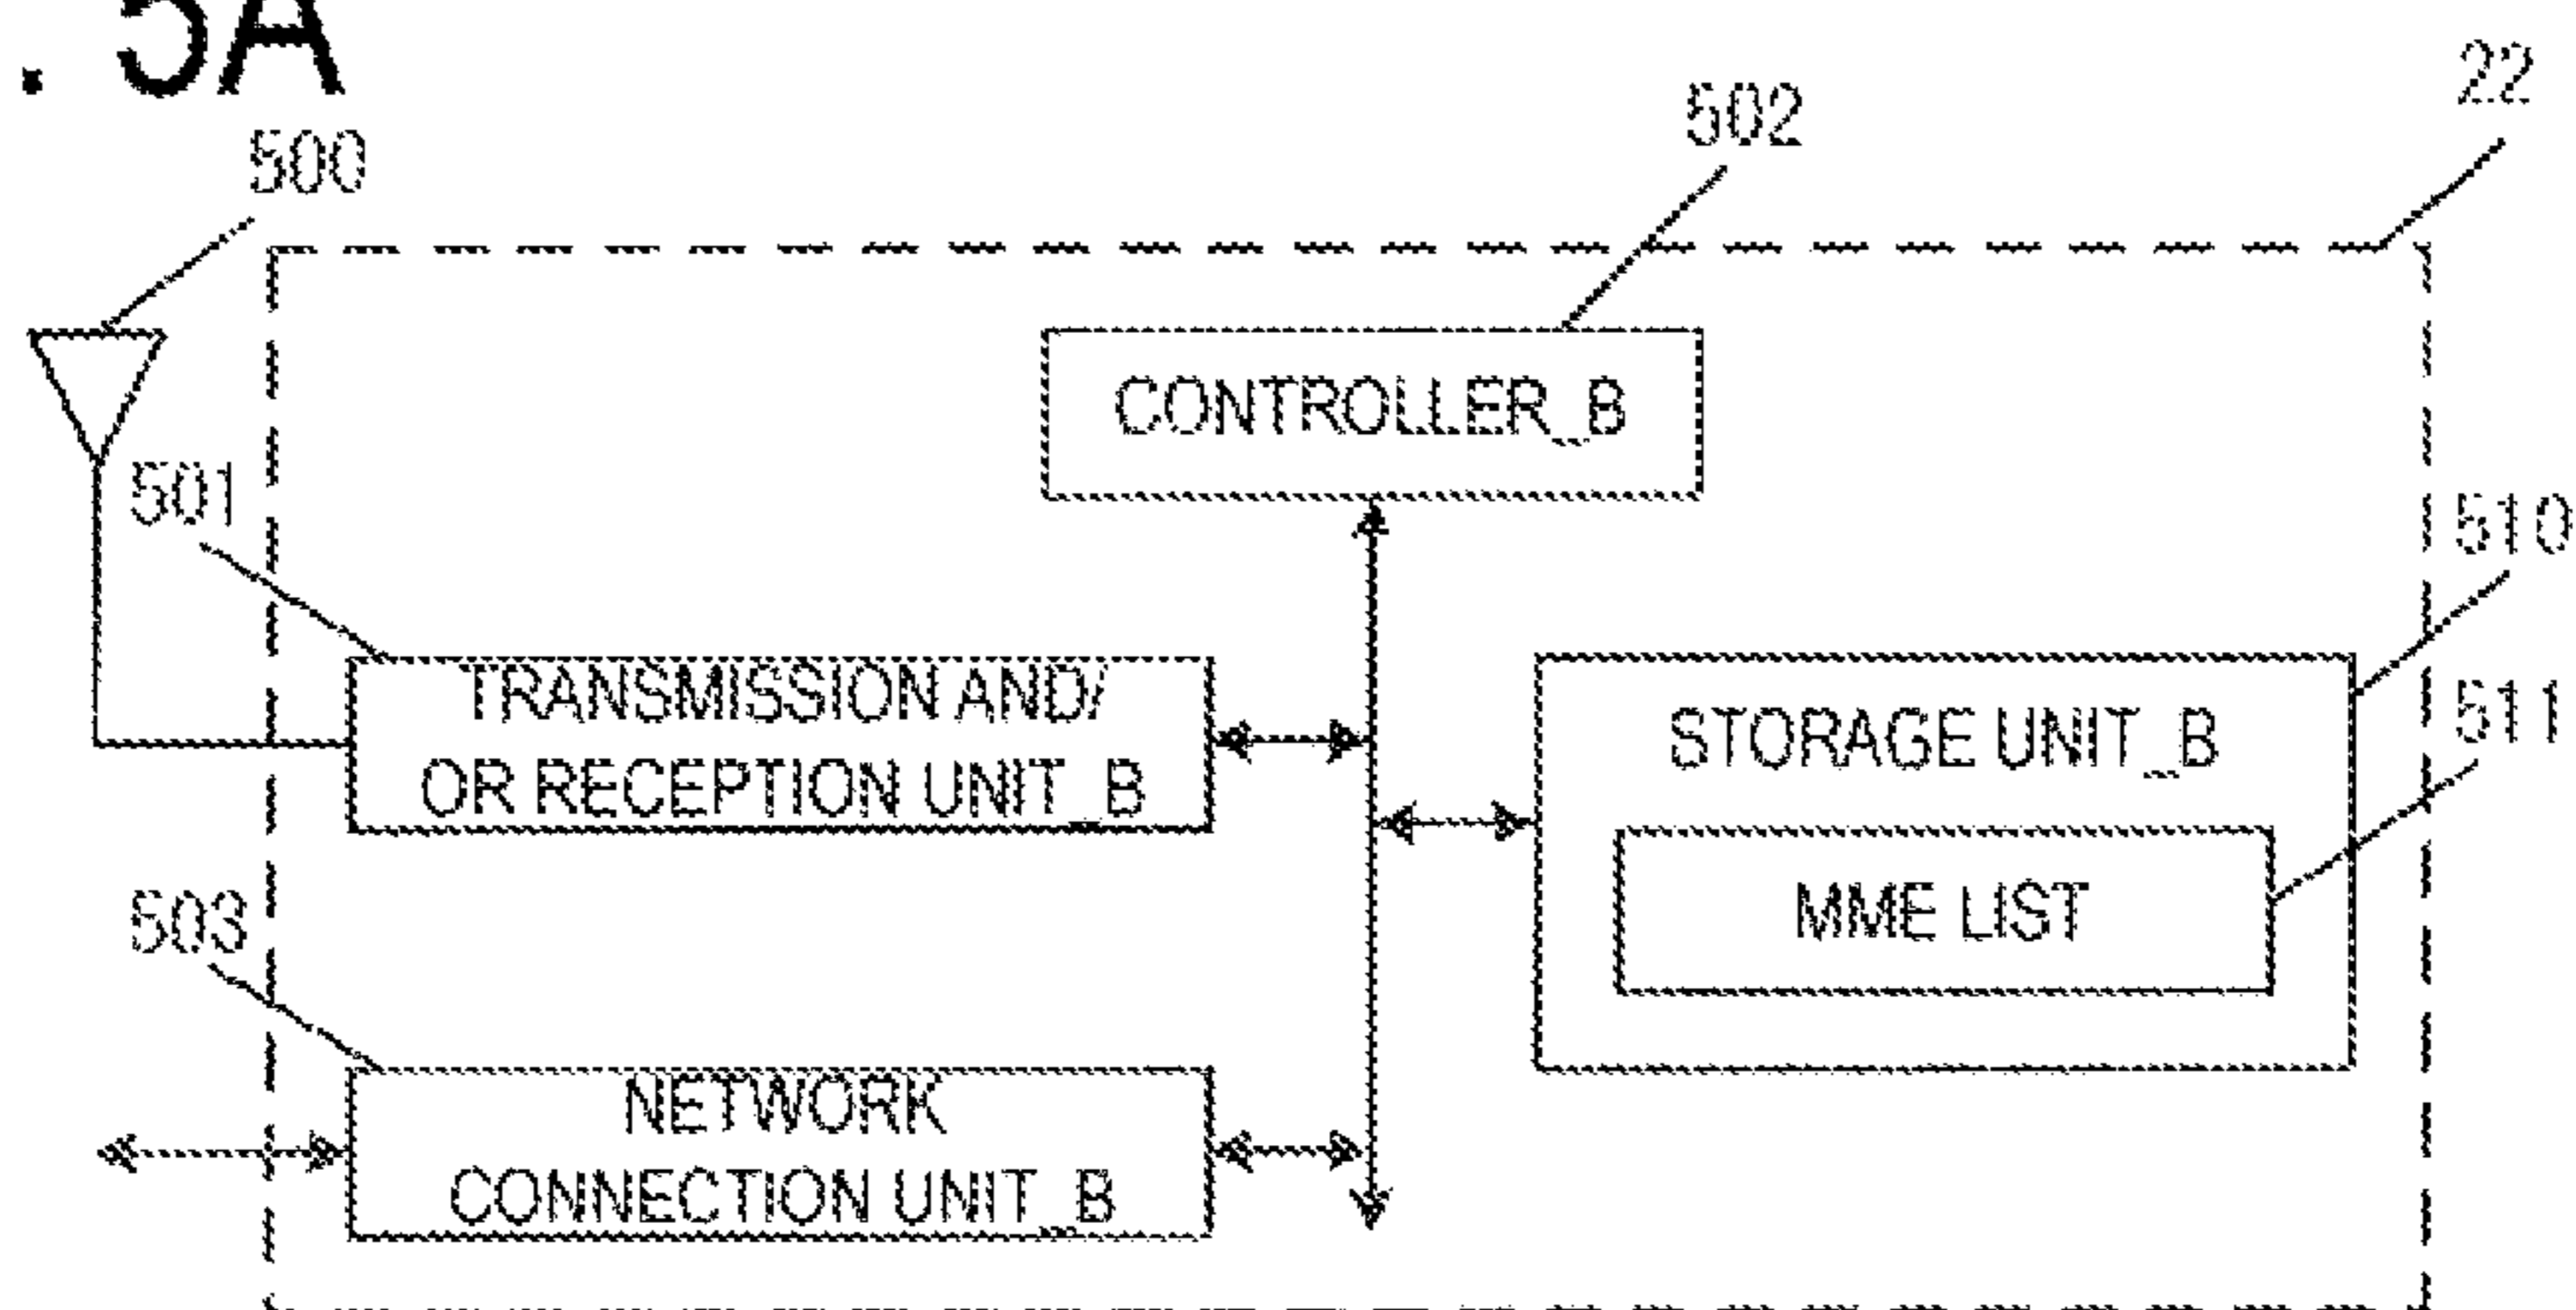 . 5A
500
502
22
CONTROLLER_B
501
510
TRANSMISSION AND/
OR RECEPTION UNIT_B
STORAGE UNIT_B
511
MME LIST
503
NETWORK
CONNECTION UNIT_B